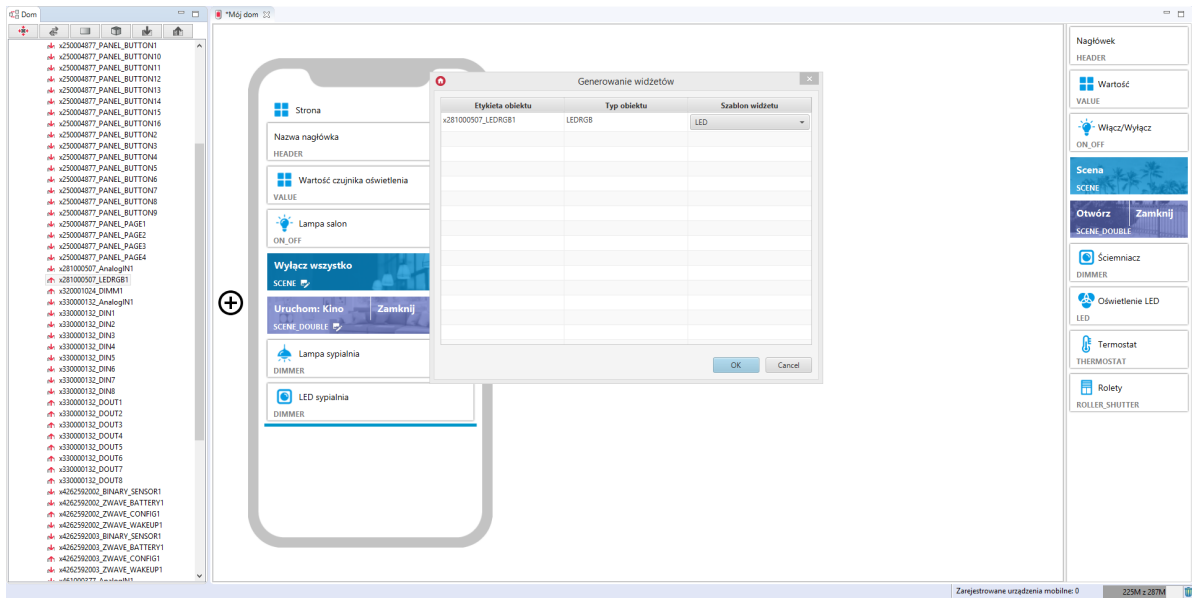 Dom
x250004877_PANEL_BUTTON1
x250004877_PANEL_BUTTON10
x250004877_PANEL_BUTTON11
x250004877_PANEL_BUTTON12
x250004877_PANEL_BUTTON13
x250004877_PANEL_BUTTON14
x250004877_PANEL_BUTTON15
x250004877_PANEL_BUTTON16
x250004877_PANEL_BUTTON2
x250004877_PANEL_BUTTON3
x250004877_PANEL_BUTTON4
x250004877_PANEL_BUTTON5
x250004877_PANEL_BUTTON6
x250004877_PANEL_BUTTON7
x250004877_PANEL_BUTTON8
x250004877_PANEL_BUTTON9
x250004877_PANEL_PAGE1
x250004877_PANEL_PAGE2
x250004877_PANEL_PAGE3
x250004877_PANEL_PAGE4
x281000507_AnalogIN1
x281000507_LEDRGB1
x320001024_DIMM1
x330000132_AnalogIN1
x330000132_DIN1
x330000132_DIN2
x330000132_DIN3
x330000132_DIN4
x330000132_DIN5
x330000132_DIN6
x330000132_DIN7
x330000132_DIN8
x330000132_DOUT1
x330000132_DOUT2
x330000132_DOUT3
x330000132_DOUT4
x330000132_DOUT5
x330000132_DOUT6
x330000132_DOUT7
x330000132_DOUT8
x4262592002_BINARY_SENSOR1
x4262592002_ZWAVE_BATTERY1
x4262592002_ZWAVE_CONFIG1
x4262592002_ZWAVE_WAKEUP1
x4262592003_BINARY_SENSOR1
x4262592003_ZWAVE_BATTERY1
x4262592003_ZWAVE_CONFIG1
x4262592003_ZWAVE_WAKEUP1
x461000377_AnalogIN1
*Mój dom
Strona
Nazwa nagłówka
HEADER
Wartość czujnika oświetlenia
VALUE
Lampa salon
ON_OFF
Wyłącz wszystko
SCENE
Uruchom: Kino Zamknij
SCENE_DOUBLE
Lampa sypialnia
DIMMER
LED sypialnia
DIMMER
Generowanie widżetów
Etykieta obiektu Typ obiektu Szablon widżetu
x281000507_LEDRGB1 LEDRGB LED
OK Cancel
Nagłówek
HEADER
Wartość
VALUE
Włącz/Wyłącz
ON_OFF
Scena
SCENE
Otwórz Zamknij
SCENE_DOUBLE
Ściemniacz
DIMMER
Oświetlenie LED
LED
Termostat
THERMOSTAT
Rolety
ROLLER_SHUTTER
Zarejestrowane urządzenia mobilne: 0 225M z 287M